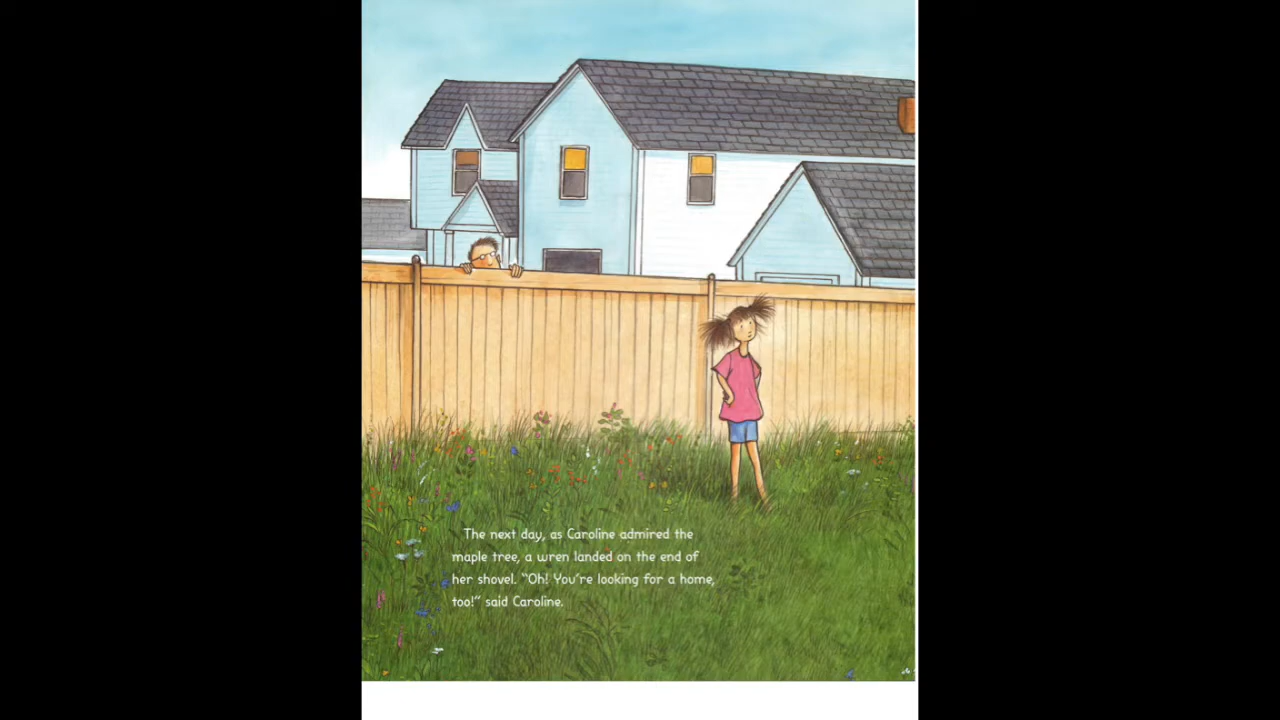 The next day, as Caroline admired the
maple tree, a wren landed on the end of
her shovel. “Oh! You’re looking for a home,
too!” said Caroline.